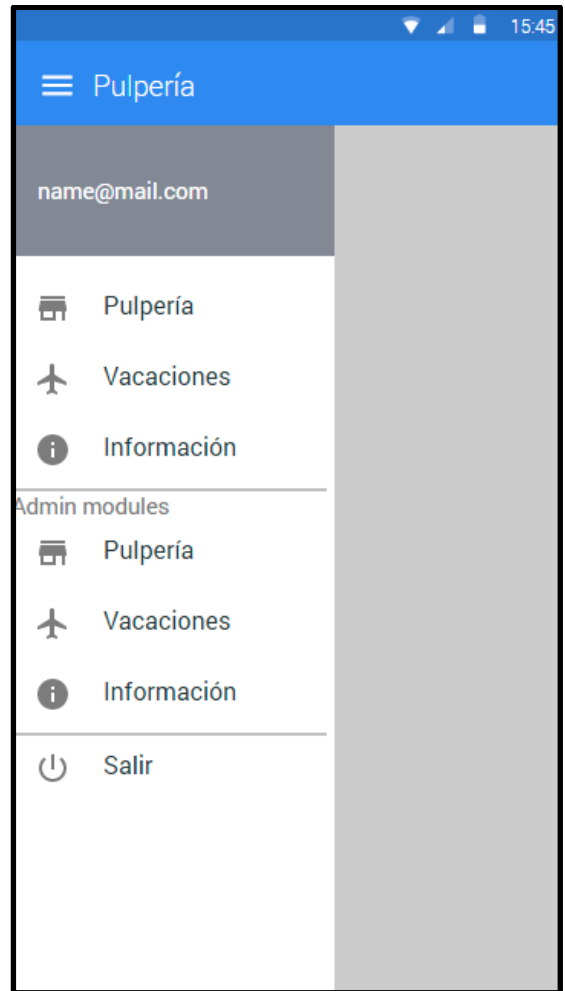 15:45
Pulpería
name@mail.com
Pulpería
Vacaciones
Información
Admin modules
Pulpería
Vacaciones
Información
Salir